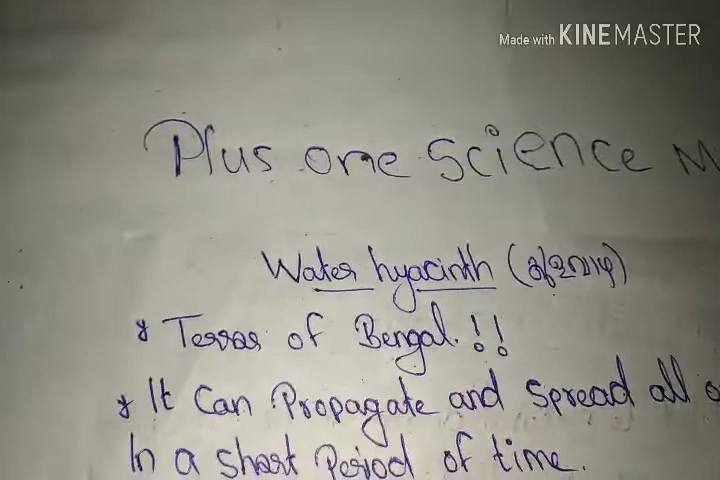 Made with KINEMASTER
Plus one Science M
Water hyacinth (കുളവാഴ)
* Terror of Bengal.!!
* It Can Propagate and Spread all o
In a short Period of time.